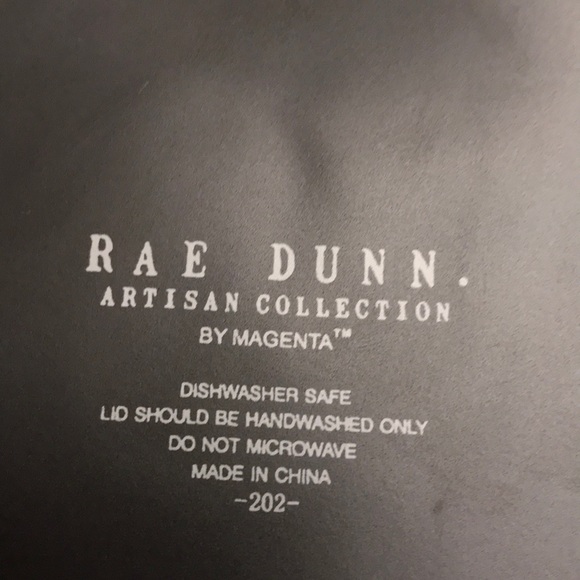 RAE DUNN.
ARTISAN COLLECTION
BY MAGENTA™
DISHWASHER SAFE
LID SHOULD BE HANDWASHED ONLY
DO NOT MICROWAVE
MADE IN CHINA
-202-